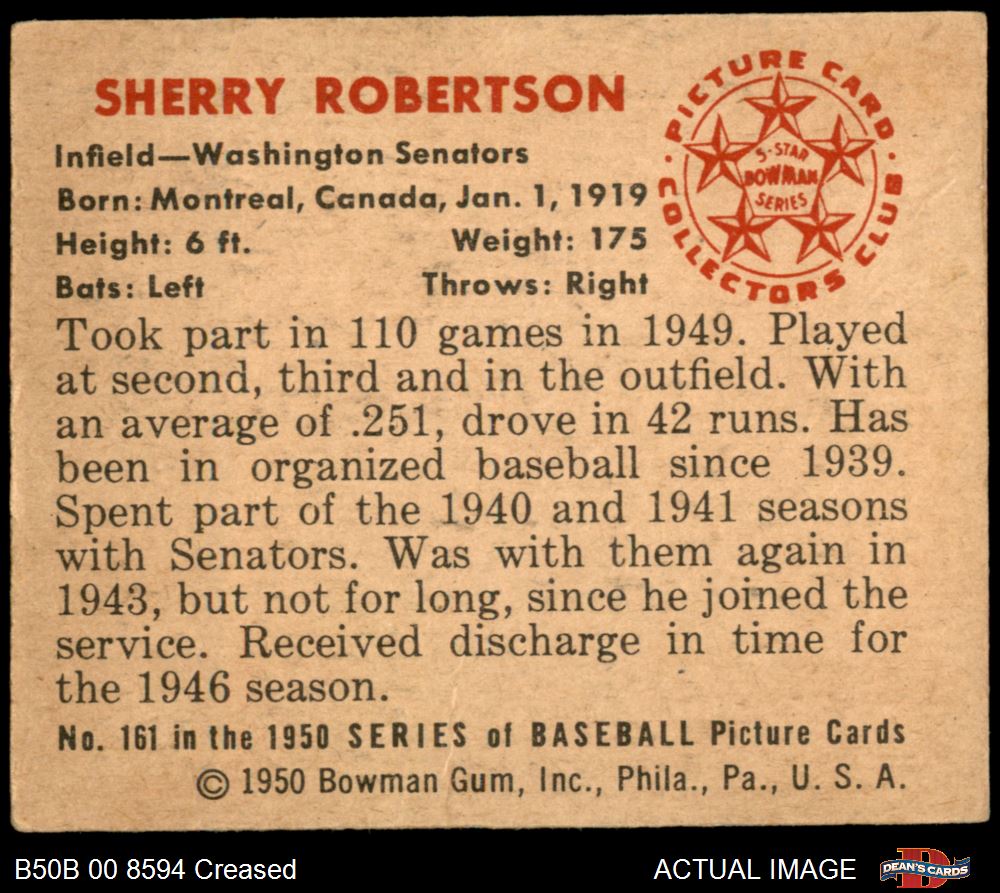 SHERRY ROBERTSON
Infield—Washington Senators
Born: Montreal, Canada, Jan. 1, 1919
Height: 6 ft. Weight: 175
Bats: Left Throws: Right
· PICTURE CARD ·
COLLECTORS CLUB
5-STAR
BOWMAN
SERIES
Took part in 110 games in 1949. Played
at second, third and in the outfield. With
an average of .251, drove in 42 runs. Has
been in organized baseball since 1939.
Spent part of the 1940 and 1941 seasons
with Senators. Was with them again in
1943, but not for long, since he joined the
service. Received discharge in time for
the 1946 season.
No. 161 in the 1950 SERIES of BASEBALL Picture Cards
© 1950 Bowman Gum, Inc., Phila., Pa., U. S. A.
B50B 00 8594 Creased ACTUAL IMAGE
DEAN'S CARDS